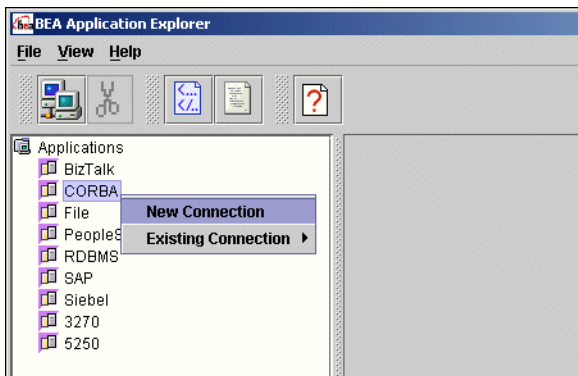 BEA Application Explorer
File View Help
Applications
BizTalk
CORBA
File
New Connection
Existing Connection
RDBMS
SAP
Siebel
3270
5250